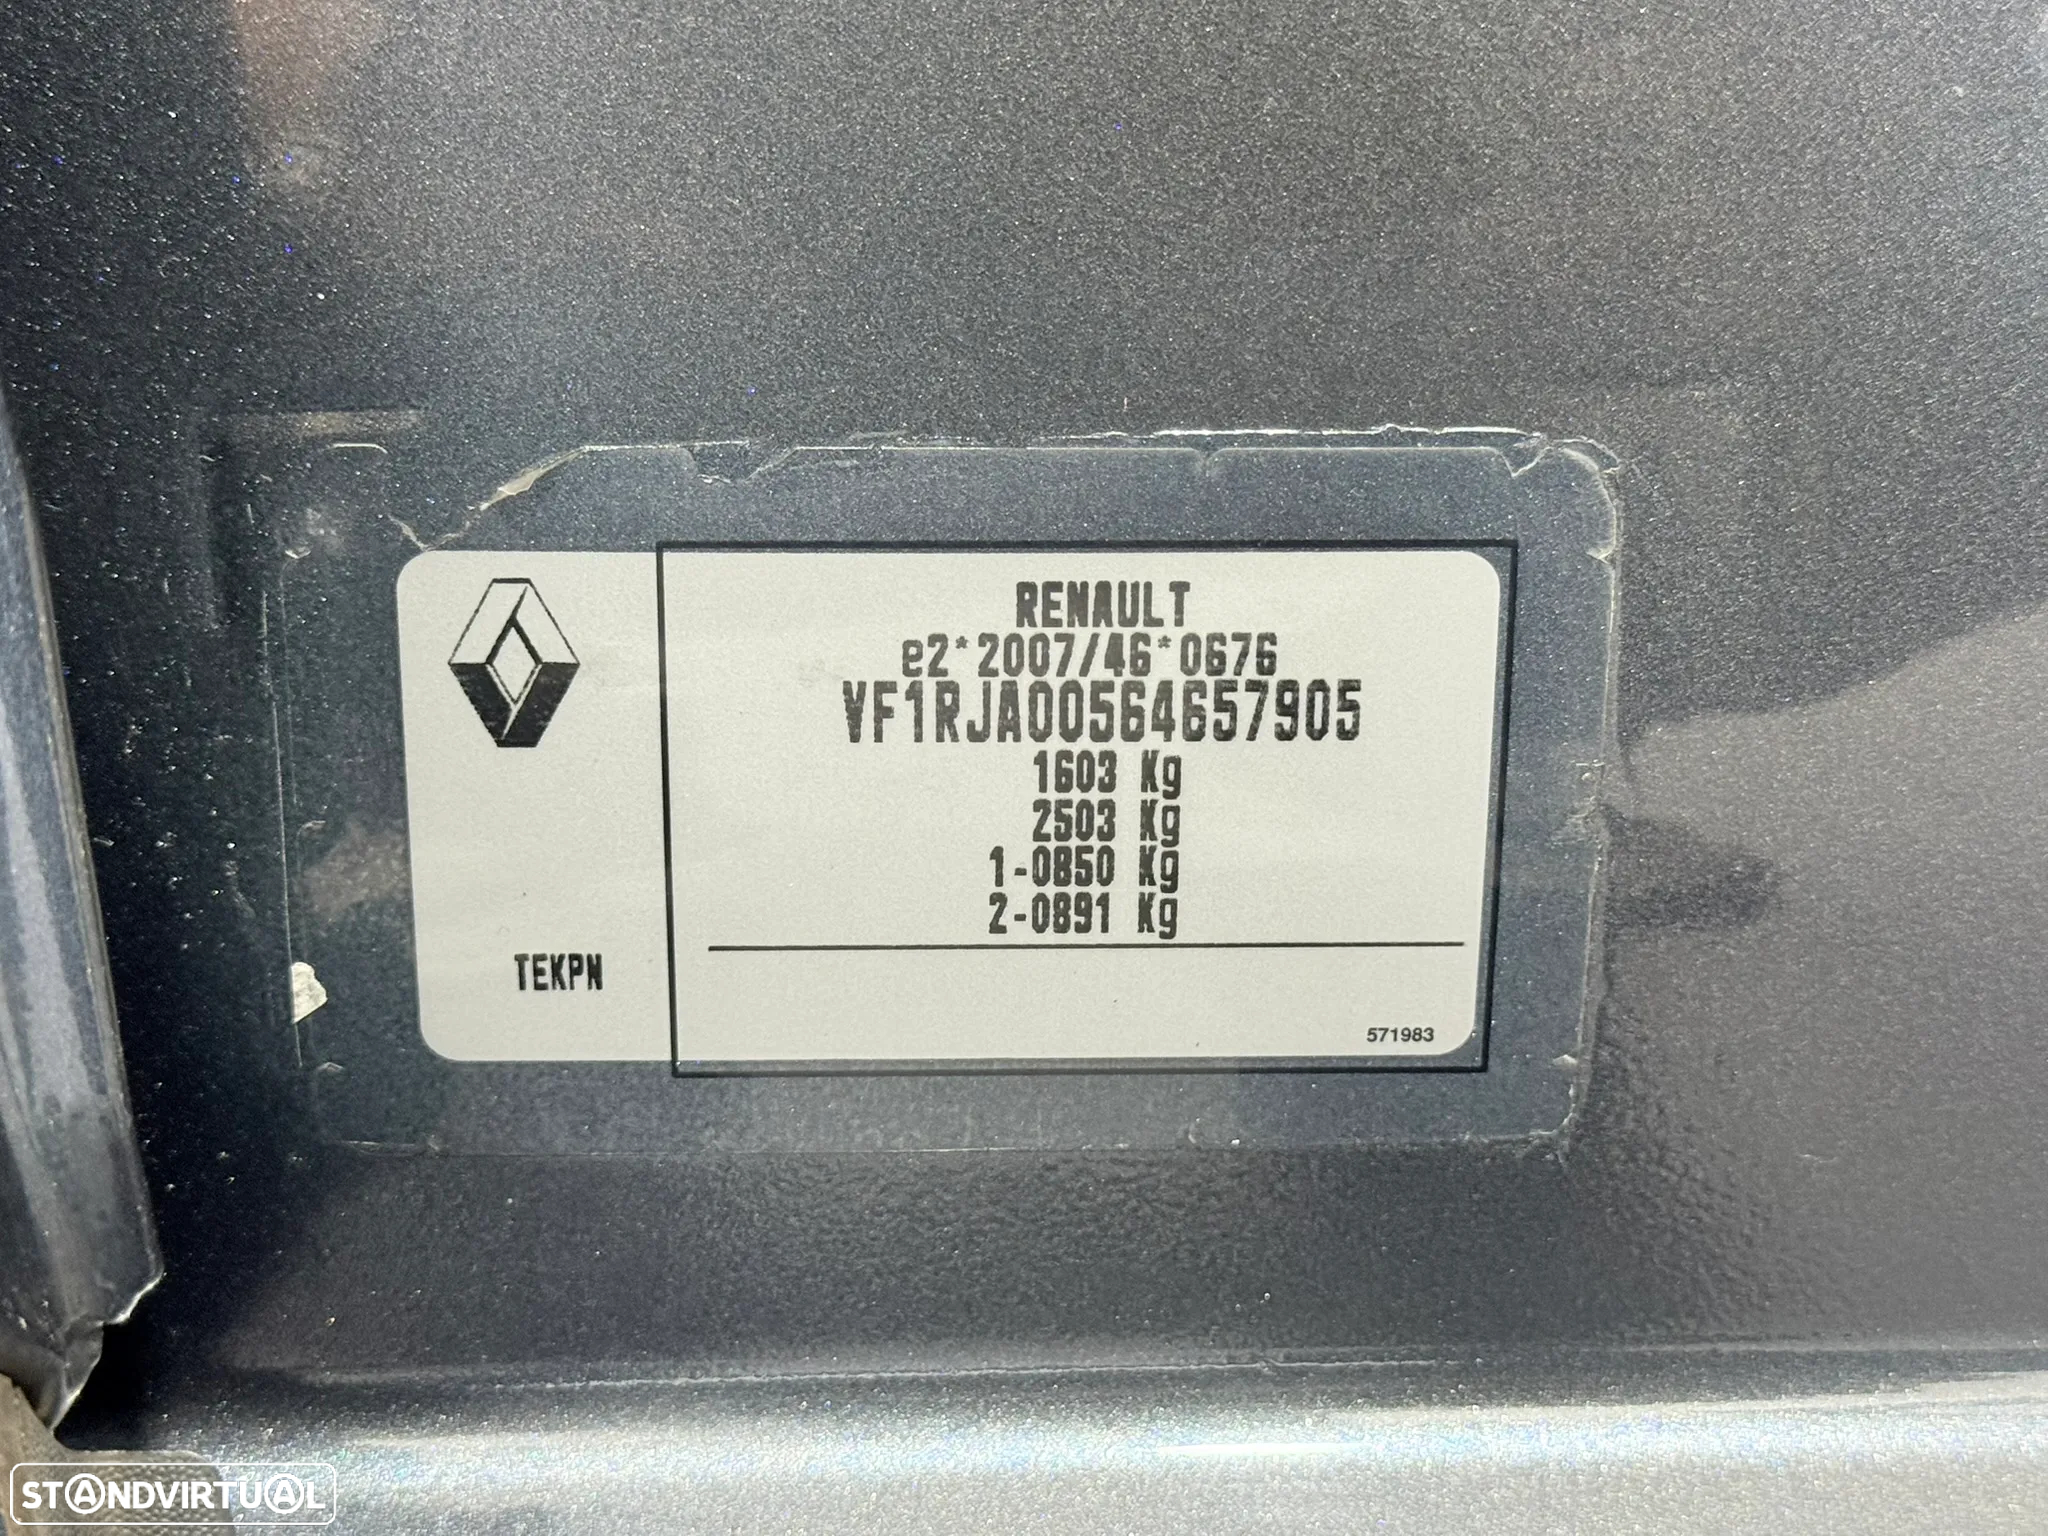 RENAULT
e2*2007/46*0676
VF1RJA00564657905
1603 Kg
2503 Kg
1-0850 Kg
2-0891 Kg
TEKPN
571983
STANDVIRTUAL